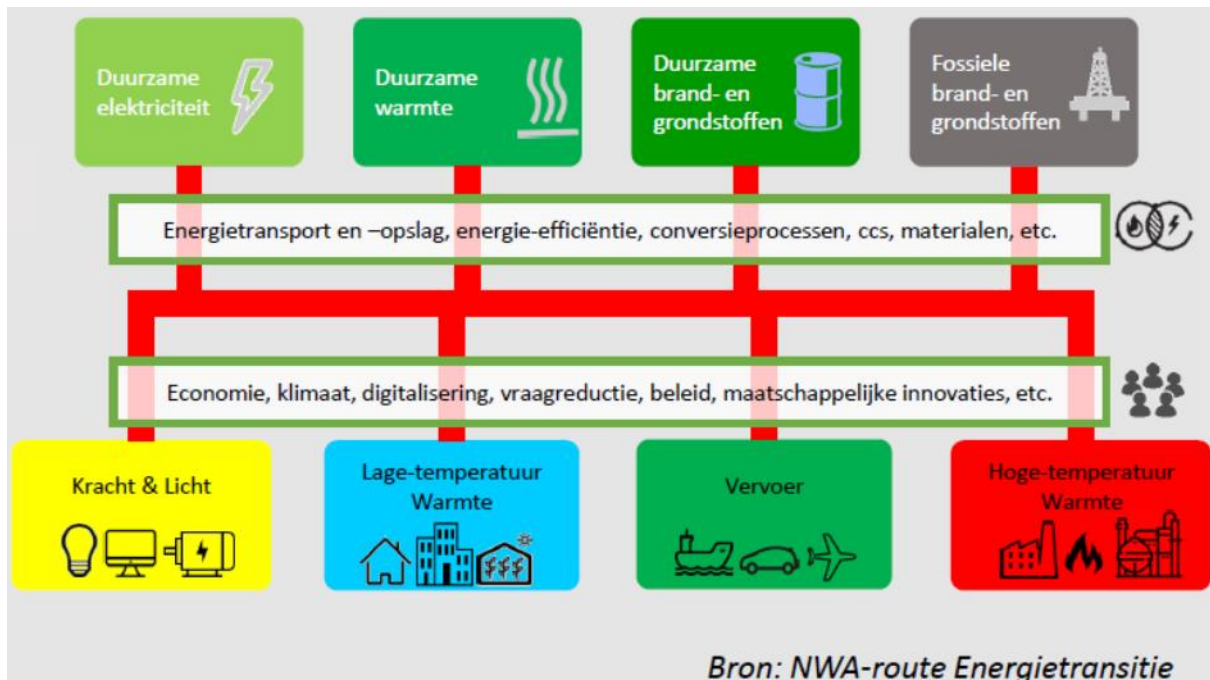 Duurzame
elektriciteit
Duurzame
warmte
Duurzame
brand- en
grondstoffen
Fossiele
brand- en
grondstoffen
Energietransport en –opslag, energie-efficiëntie, conversieprocessen, ccs, materialen, etc.
Economie, klimaat, digitalisering, vraagreductie, beleid, maatschappelijke innovaties, etc.
Kracht & Licht
Lage-temperatuur
Warmte
Vervoer
Hoge-temperatuur
Warmte
Bron: NWA-route Energietransitie